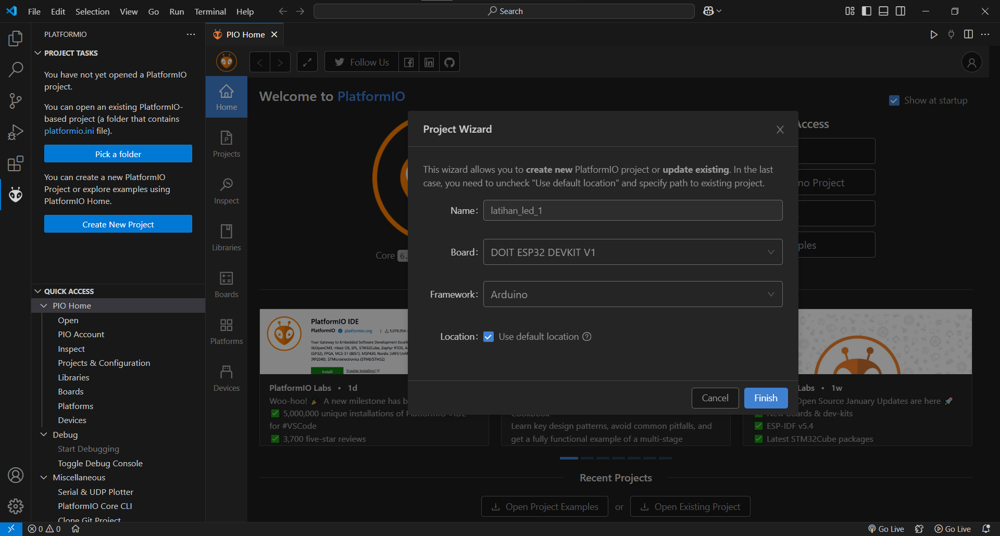 File Edit Selection View Go Run Terminal Help
Search
PLATFORMIO
PROJECT TASKS
You have not yet opened a PlatformIO
project.
You can open an existing PlatformIO-
based project (a folder that contains
platformio.ini file).
Pick a folder
You can create a new PlatformIO
Project or explore examples using
PlatformIO Home.
Create New Project
QUICK ACCESS
PIO Home
Open
PIO Account
Inspect
Projects & Configuration
Libraries
Boards
Platforms
Devices
Debug
Start Debugging
Toggle Debug Console
Miscellaneous
Serial & UDP Plotter
PlatformIO Core CLI
Clone Git Project
PIO Home
Follow Us
Home
Projects
Inspect
Libraries
Boards
Platforms
Devices
Welcome to PlatformIO
Show at startup
Access
no Project
ples
Core 6.
Project Wizard
This wizard allows you to create new PlatformIO project or update existing. In the last
case, you need to uncheck "Use default location" and specify path to existing project.
Name: latihan_led_1
Board: DOIT ESP32 DEVKIT V1
Framework: Arduino
Location: Use default location
Cancel Finish
PlatformIO IDE
PlatformIO platformio.org | 5,076,954
Your Gateway to Embedded Software Development Excelle
libOpenCM3, mbed OS, SPL, STM32Cube, Zephyr RTOS, A
ESP32), FPGA, MCS-51 (8051), MSP430, Nordic (nRF51/nRF
(RP2040), STMicroelectronics (STM8/STM32)
Install Trouble Installing?
PlatformIO Labs • 1d
Woo-hoo! 🎉 A new milestone has b
✅ 5,000,000 unique installations of PlatformIO #IDE
for #VSCode
✅ 3,700 five-star reviews
Cookbook
Learn key design patterns, avoid common pitfalls, and
get a fully functional example of a multi-stage
Labs • 1w
Open Source January Updates are here 🚀
✅ New boards & dev-kits
✅ ESP-IDF v5.4
✅ Latest STM32Cube packages
Recent Projects
Open Project Examples or Open Existing Project
0 0
Go Live Go Live